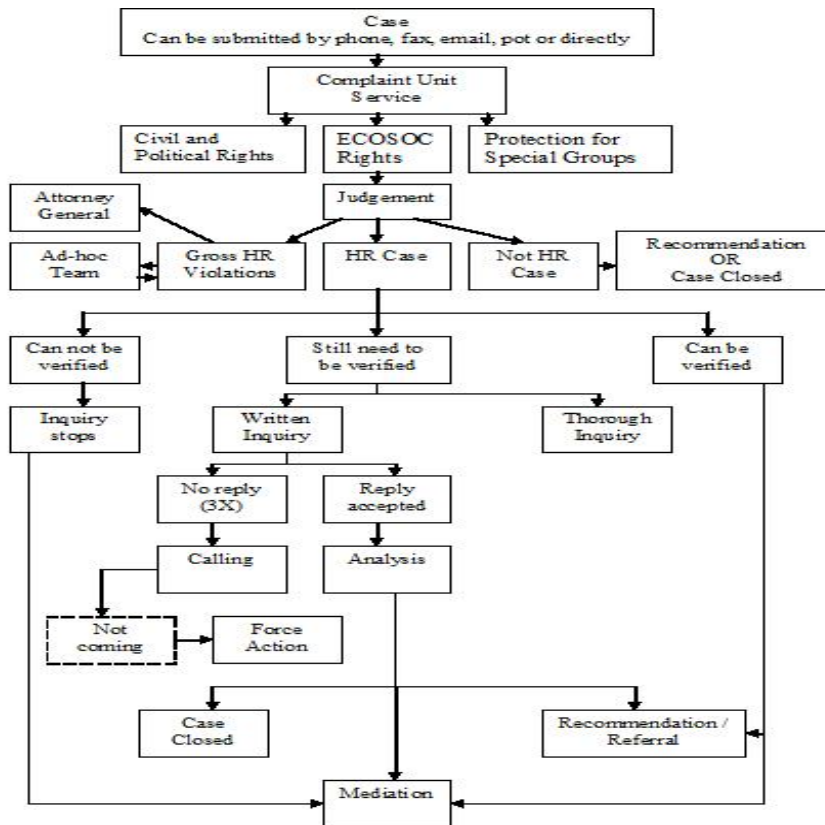 Case
Can be submitted by phone, fax, email, pot or directly
Complaint Unit
Service
Civil and
Political Rights
ECOSOC
Rights
Protection for
Special Groups
Attorney
General
Judgement
Ad-hoc
Team
Gross HR
Violations
HR Case
Not HR
Case
Recommendation
OR
Case Closed
Can not be
verified
Still need to
be verified
Can be
verified
Inquiry
stops
Written
Inquiry
Thorough
Inquiry
No reply
(3X)
Reply
accepted
Calling
Analysis
Not
coming
Force
Action
Case
Closed
Recommendation /
Referral
Mediation